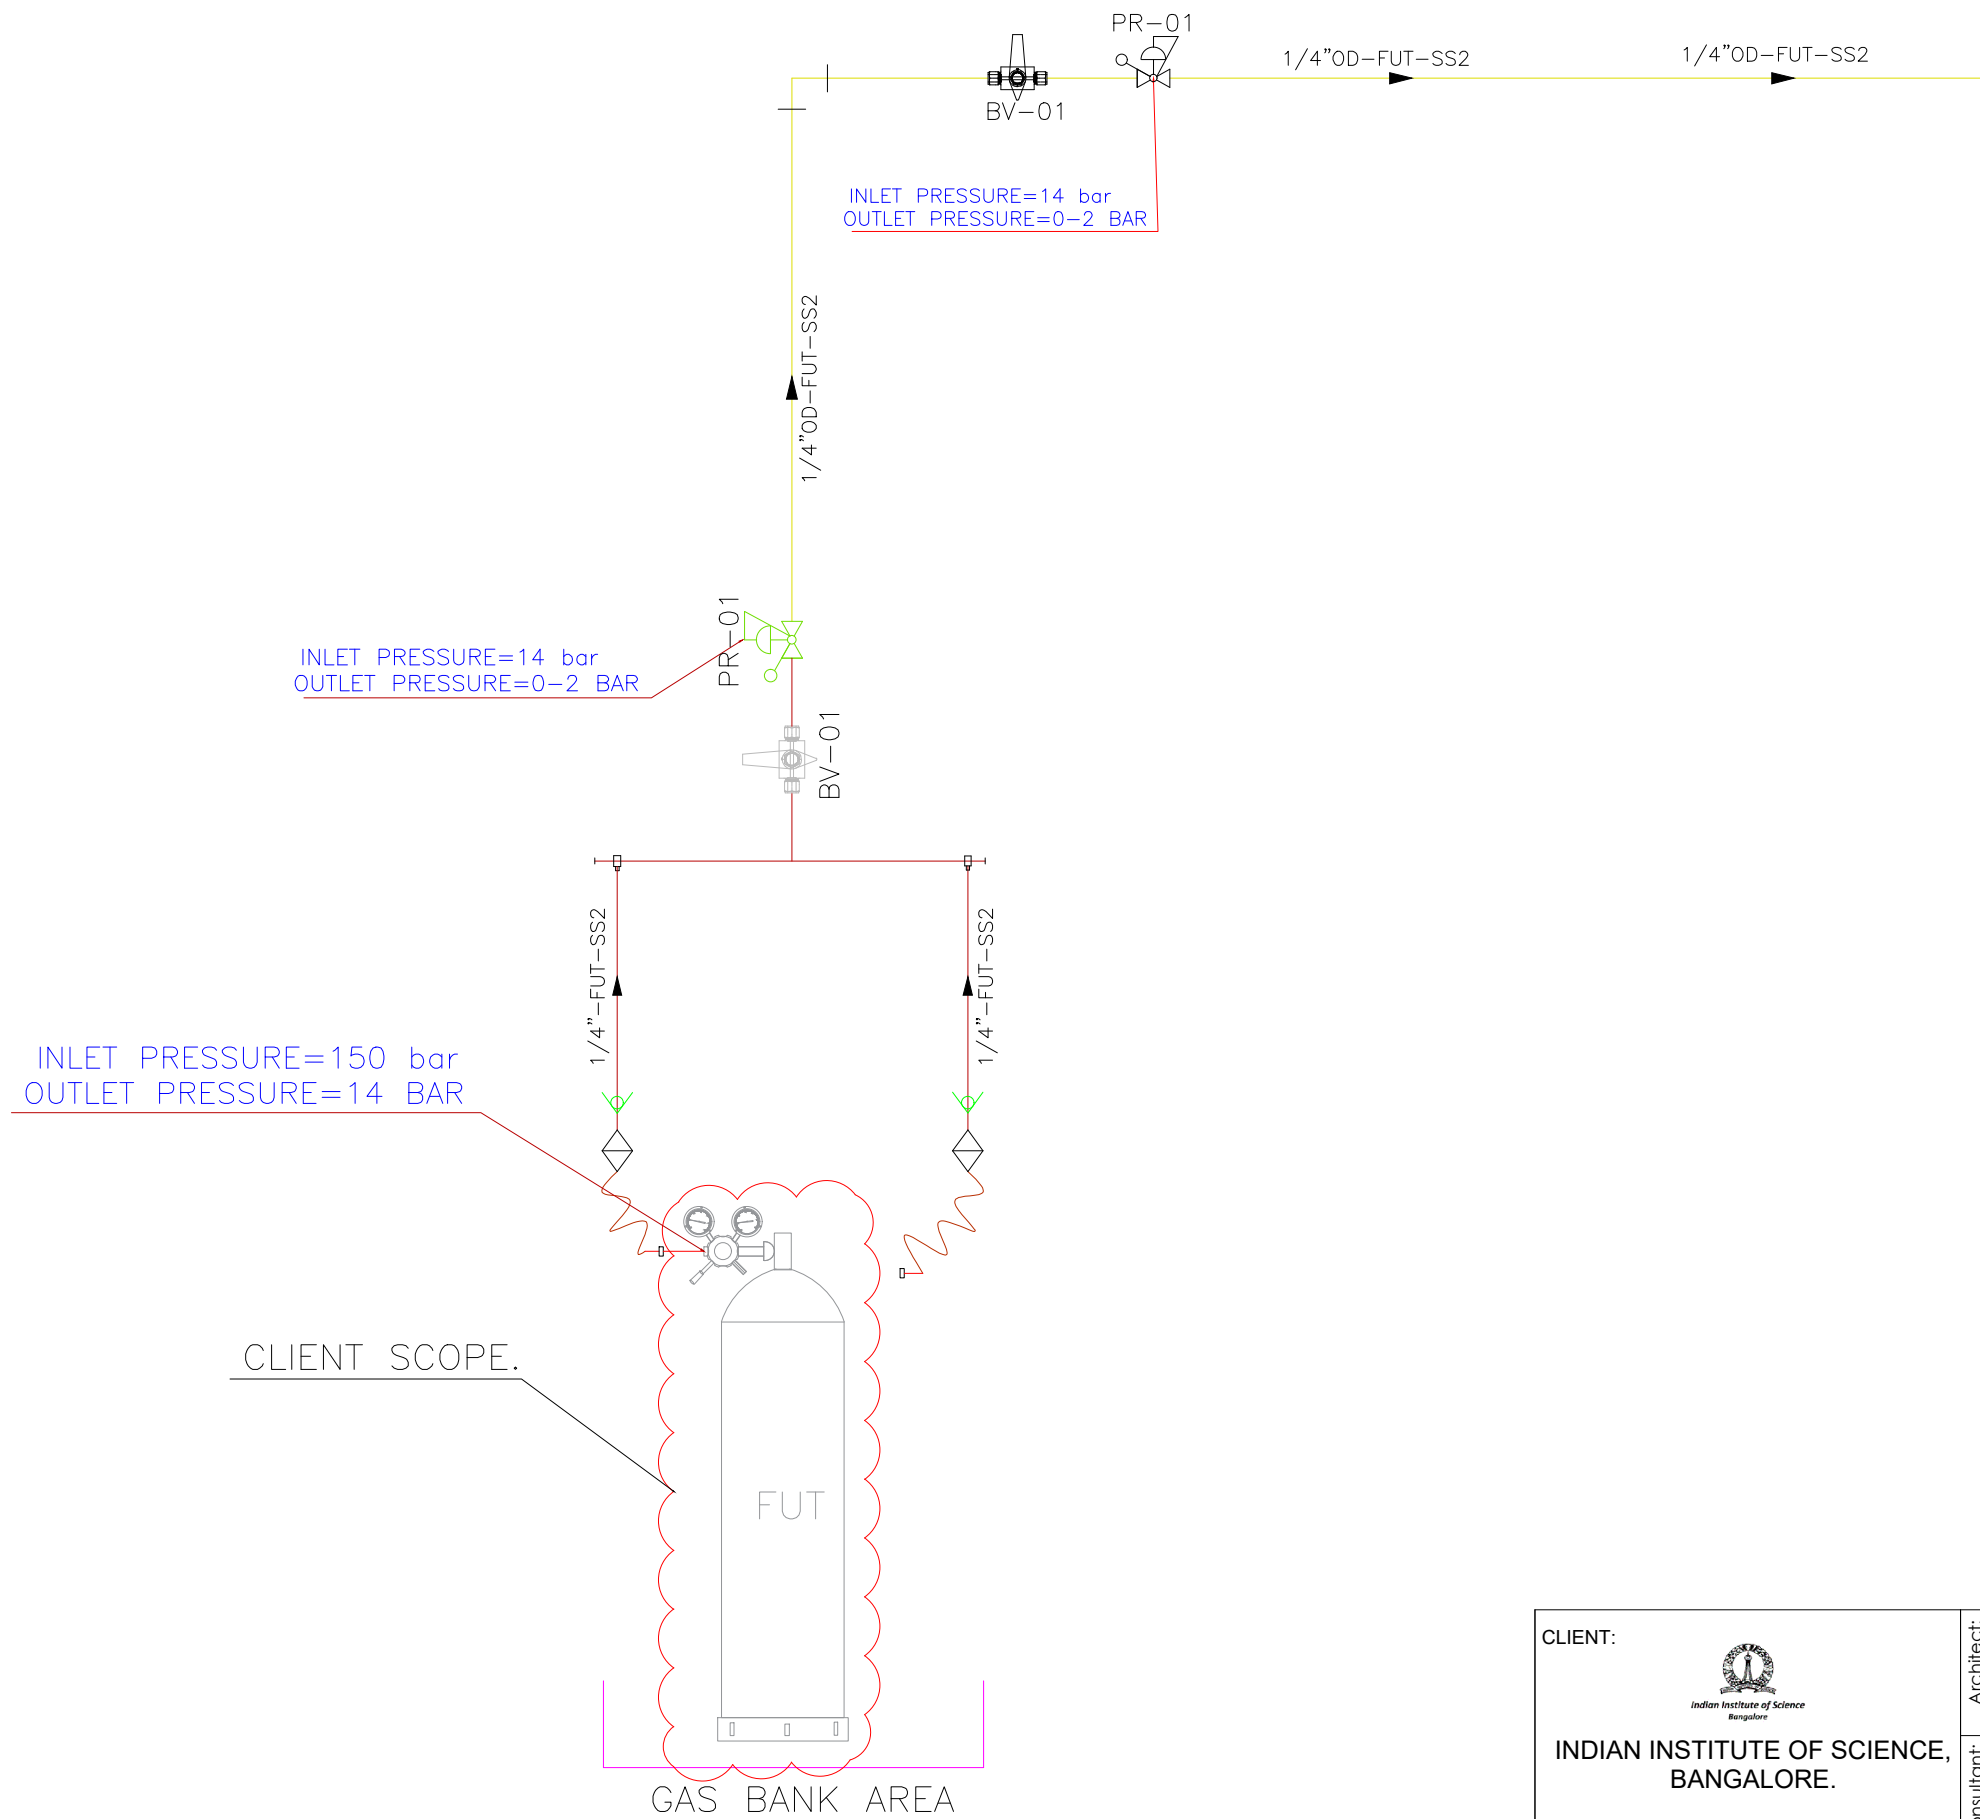 PR-01
1/4"OD-FUT-SS2
1/4"OD-FUT-SS2
BV-01
INLET PRESSURE=14 bar
OUTLET PRESSURE=0-2 BAR
1/4"OD-FUT-SS2
PR-01
INLET PRESSURE=14 bar
OUTLET PRESSURE=0-2 BAR
BV-01
1/4"-FUT-SS2
1/4"-FUT-SS2
INLET PRESSURE=150 bar
OUTLET PRESSURE=14 BAR
CLIENT SCOPE.
FUT
GAS BANK AREA
CLIENT:
Indian Institute of Science
Bangalore
INDIAN INSTITUTE OF SCIENCE,
BANGALORE.
Architect: